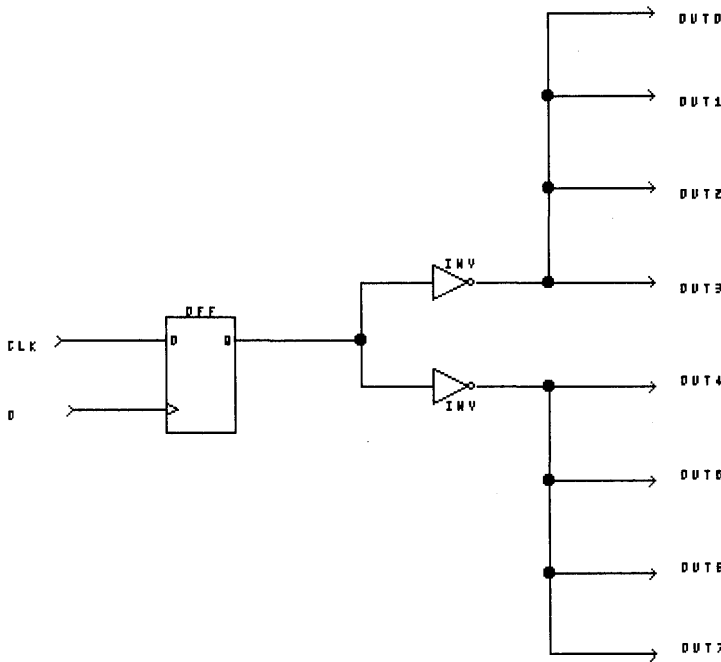 OUT0
OUT1
OUT2
INV
OUT3
DFF
CLK
D Q
OUT4
D
INV
OUT5
OUT6
OUT7